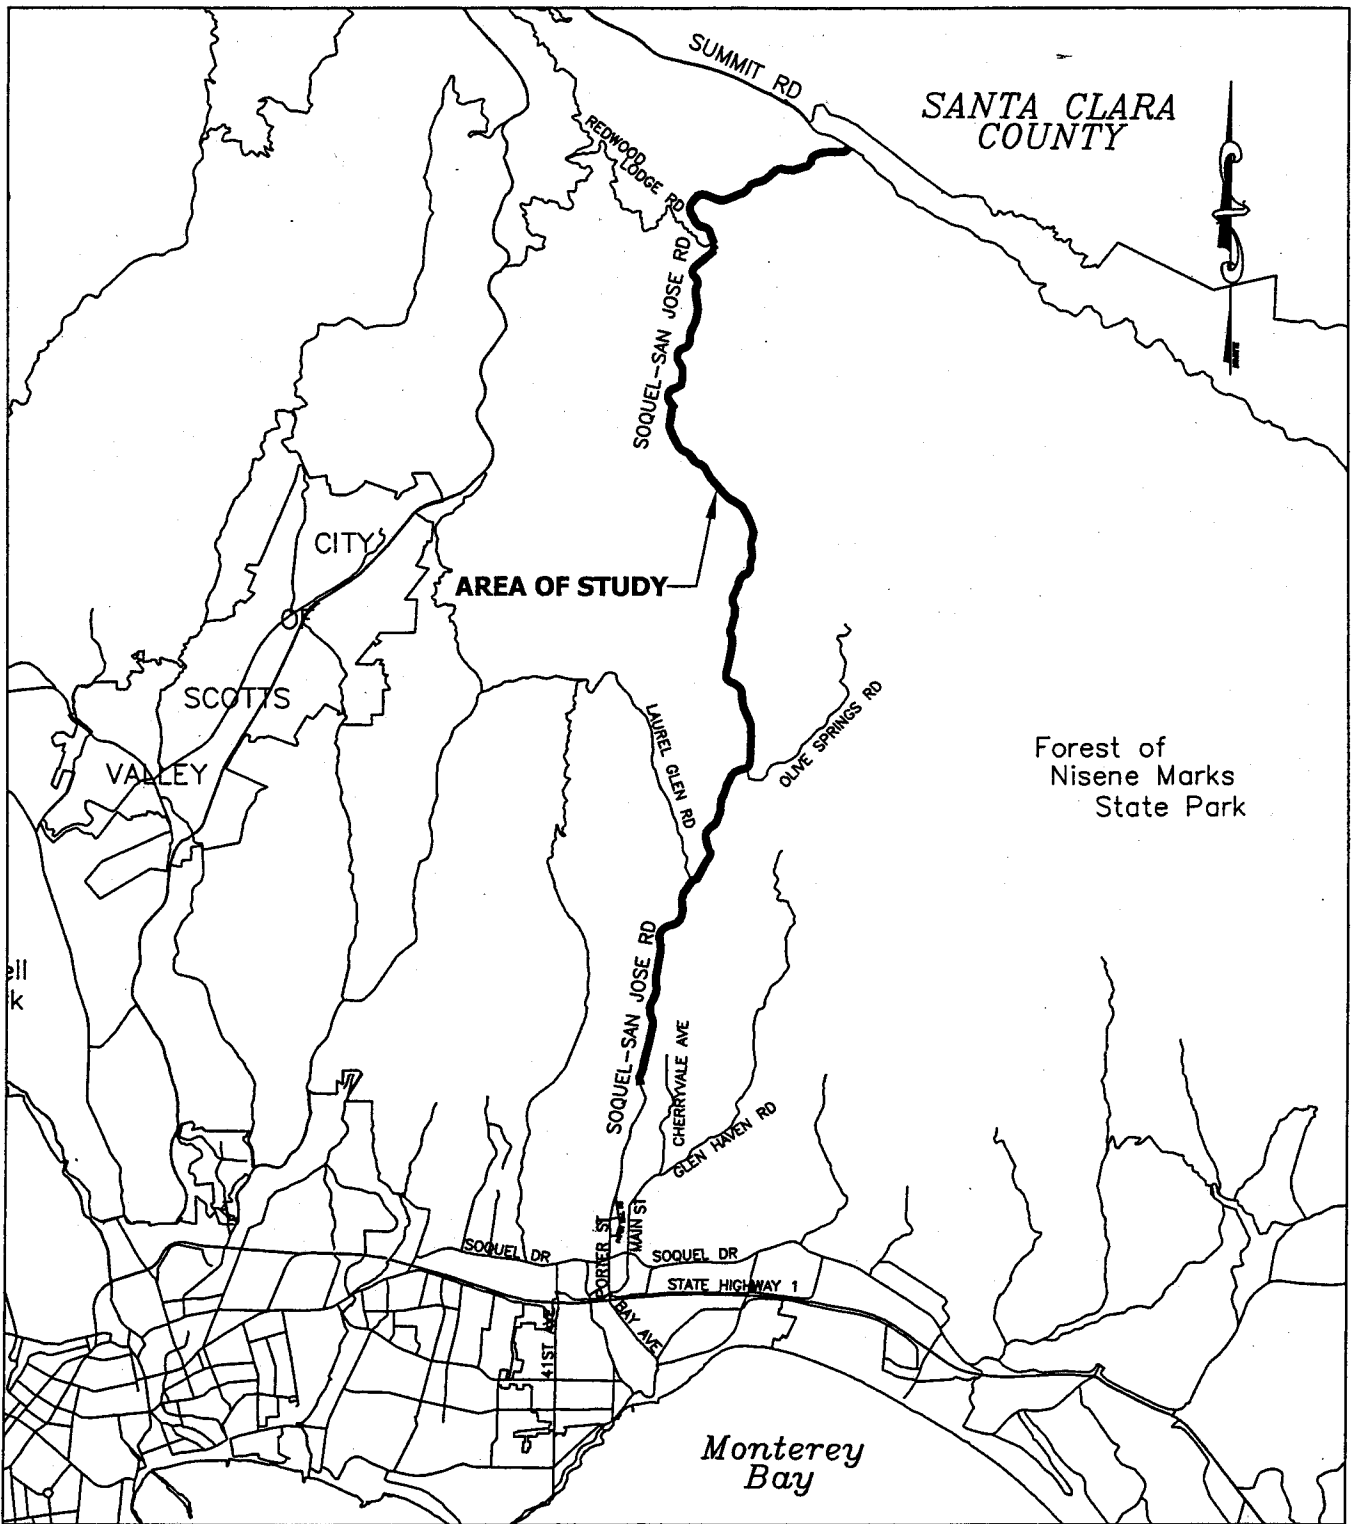 SUMMIT RD
SANTA CLARA
COUNTY
REDWOOD
LODGE RD
SOQUEL-SAN JOSE RD
CITY
AREA OF STUDY
OF
SCOTTS
LAUREL GLEN RD
OLIVE SPRINGS RD
VALLEY
Forest of
Nisene Marks
State Park
ell
k
SOQUEL-SAN JOSE RD
CHERRYVALE AVE
GLEN HAVEN RD
PORTER ST
MAIN ST
SOQUEL DR
SOQUEL DR
STATE HIGHWAY 1
BAY AVE
41ST AVE
Monterey
Bay